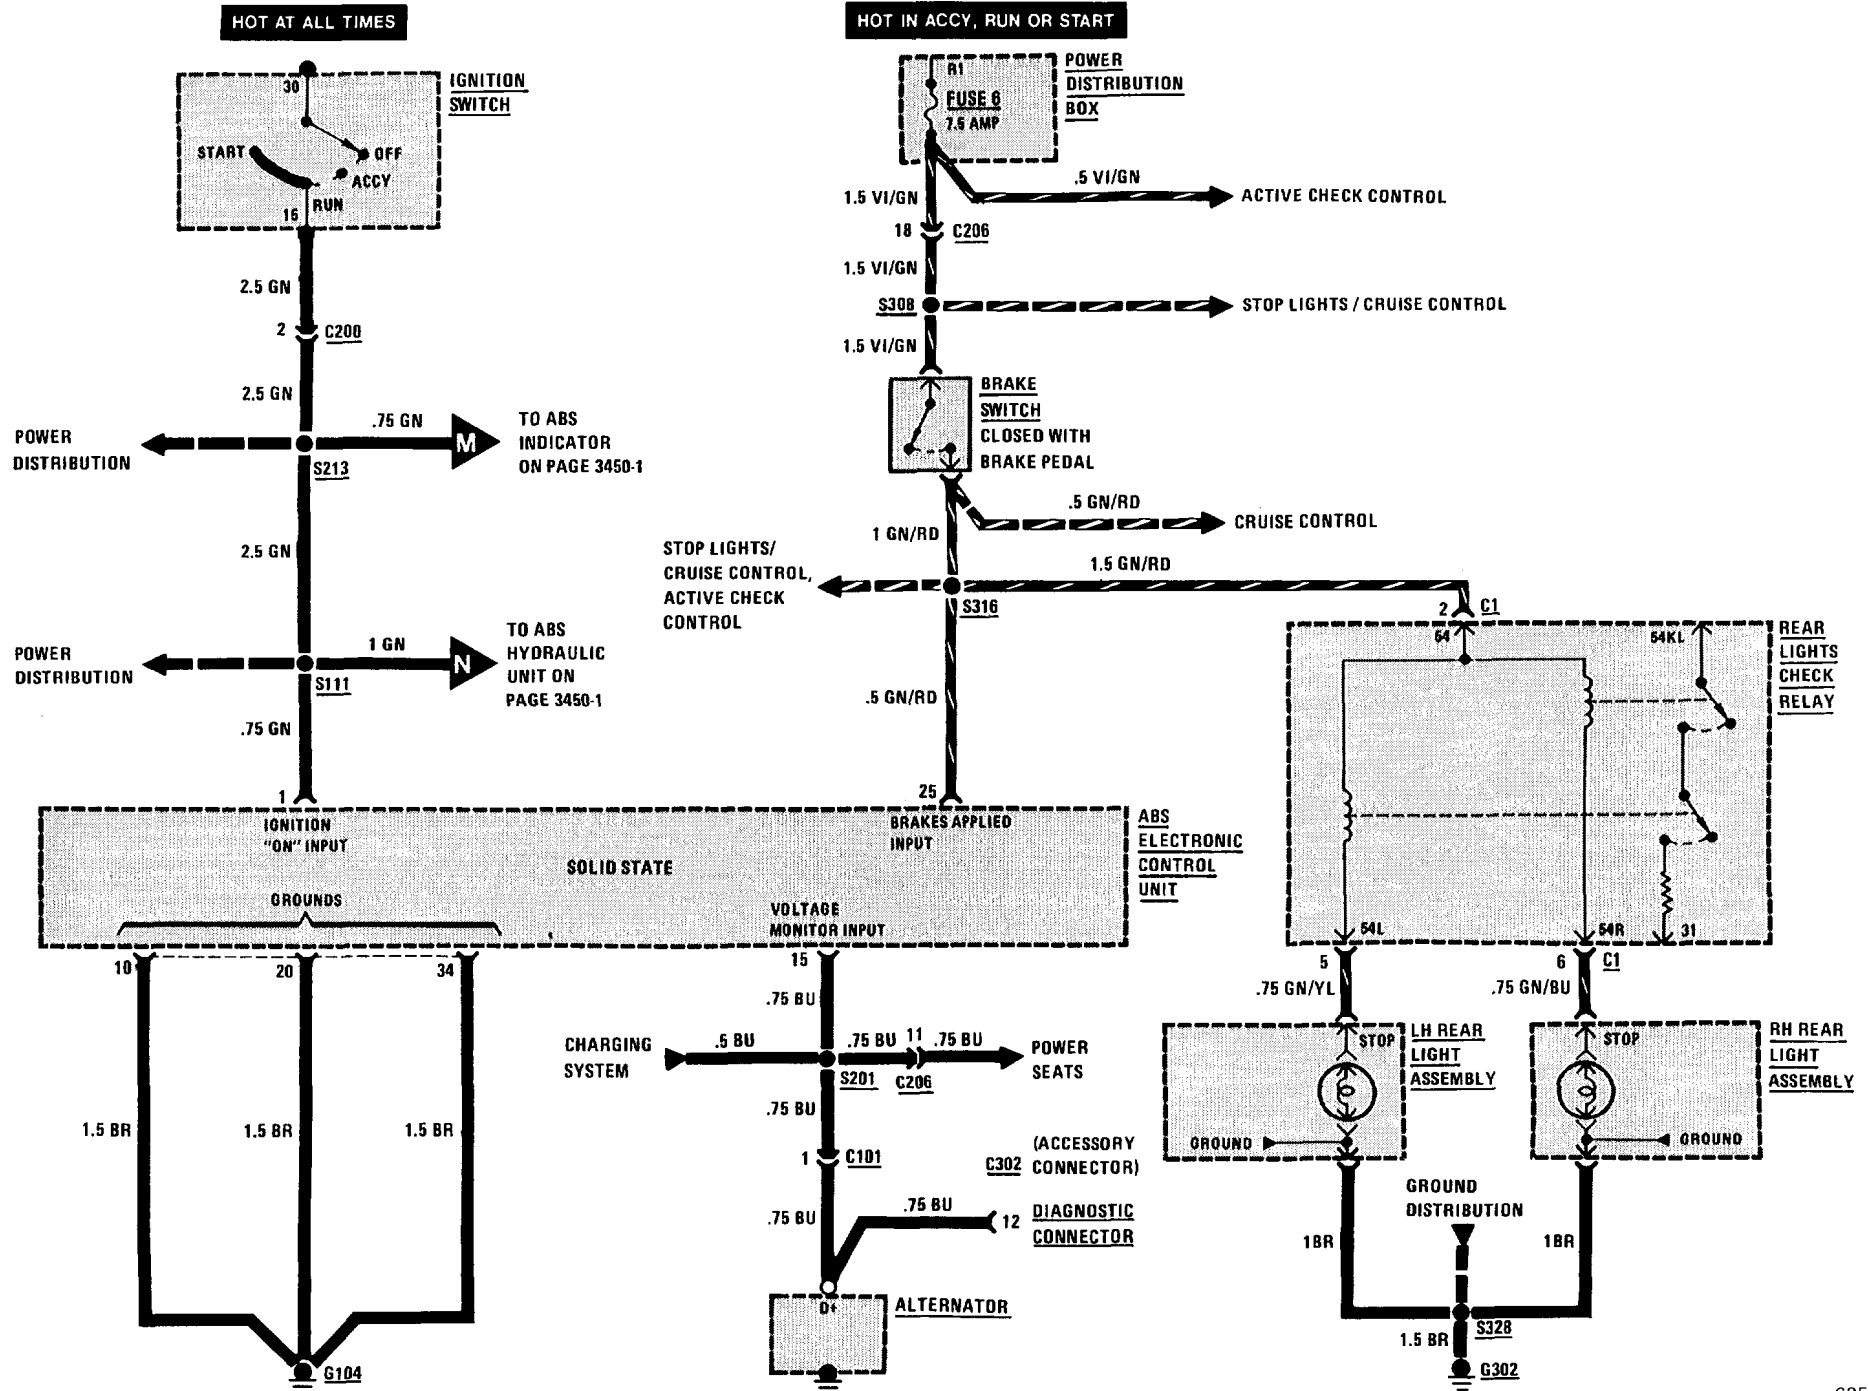 HOT AT ALL TIMES
HOT IN ACCY, RUN OR START
30
IGNITION
SWITCH
START
OFF
ACCY
RUN
15
R1
FUSE 6
7.5 AMP
POWER
DISTRIBUTION
BOX
1.5 VI/GN
.5 VI/GN
ACTIVE CHECK CONTROL
18
C206
1.5 VI/GN
S308
STOP LIGHTS / CRUISE CONTROL
1.5 VI/GN
2.5 GN
2
C200
2.5 GN
POWER
DISTRIBUTION
.75 GN
M
TO ABS
INDICATOR
ON PAGE 3450-1
S213
BRAKE
SWITCH
CLOSED WITH
BRAKE PEDAL
2.5 GN
1 GN/RD
.5 GN/RD
CRUISE CONTROL
STOP LIGHTS/
CRUISE CONTROL,
ACTIVE CHECK
CONTROL
1.5 GN/RD
S316
2
C1
POWER
DISTRIBUTION
1 GN
N
TO ABS
HYDRAULIC
UNIT ON
PAGE 3450-1
S111
.75 GN
.5 GN/RD
54
54KL
REAR
LIGHTS
CHECK
RELAY
1
25
IGNITION
"ON" INPUT
BRAKES APPLIED
INPUT
SOLID STATE
GROUNDS
VOLTAGE
MONITOR INPUT
ABS
ELECTRONIC
CONTROL
UNIT
54L
54R
31
10
20
34
15
5
6
C1
.75 BU
.75 GN/YL
.75 GN/BU
CHARGING
SYSTEM
.5 BU
.75 BU
11
.75 BU
POWER
SEATS
S201
C206
STOP
LH REAR
LIGHT
ASSEMBLY
STOP
RH REAR
LIGHT
ASSEMBLY
.75 BU
1.5 BR
1.5 BR
1.5 BR
GROUND
GROUND
1
C101
C302
(ACCESSORY
CONNECTOR)
.75 BU
.75 BU
12
DIAGNOSTIC
CONNECTOR
GROUND
DISTRIBUTION
1BR
1BR
D+
ALTERNATOR
S328
1.5 BR
G104
G302